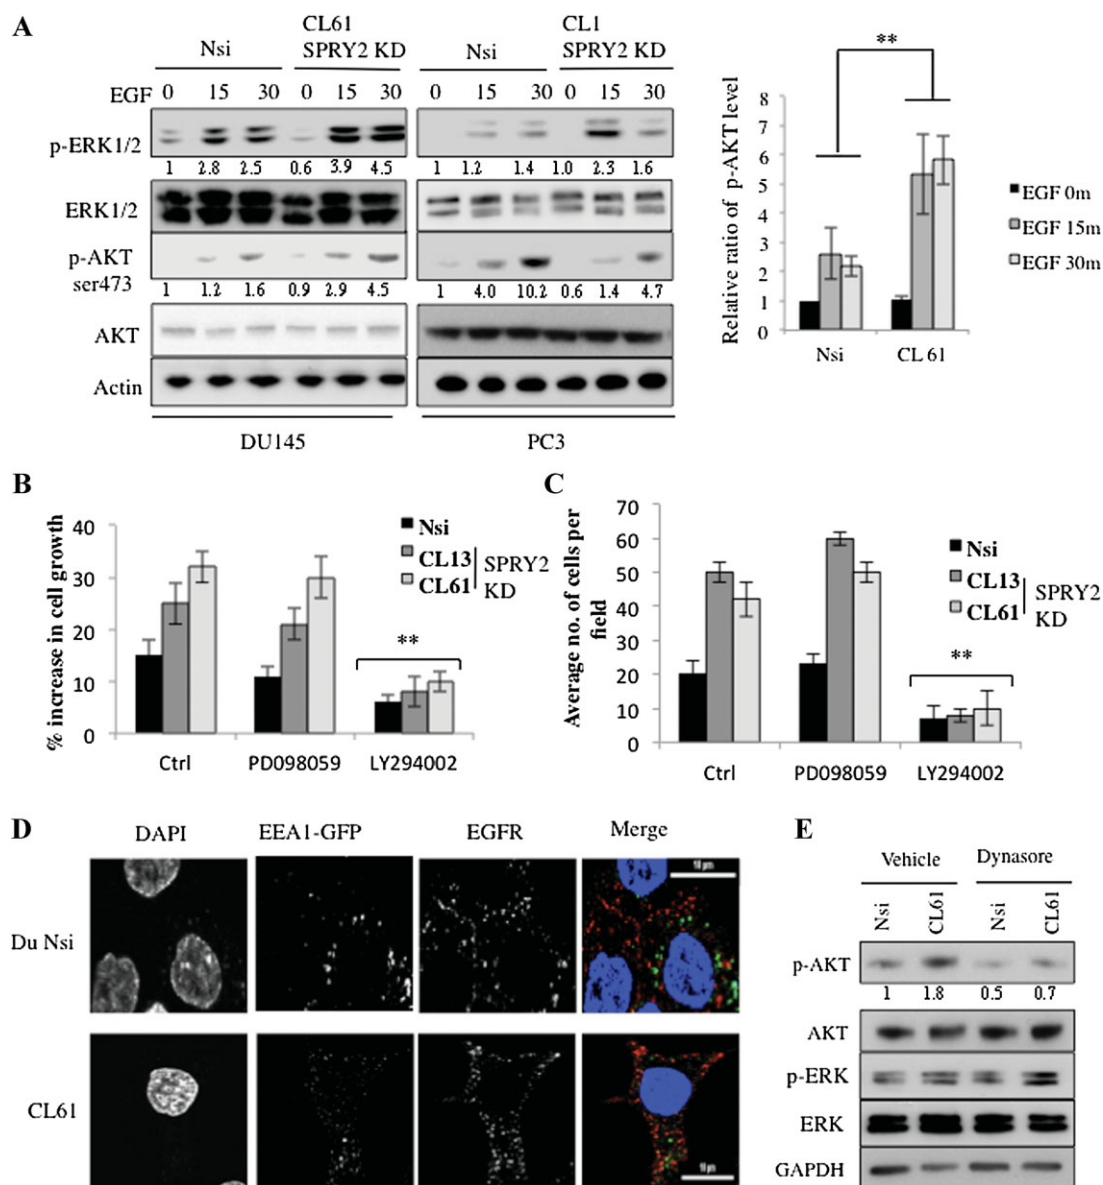 A
Nsi
CL61
SPRY2 KD
Nsi
CL1
SPRY2 KD
EGF 0 15 30 0 15 30 0 15 30 0 15 30
p-ERK1/2
1 2.8 2.5 0.6 3.9 4.5 1 1.2 1.4 1.0 2.3 1.6
ERK1/2
p-AKT
ser473
1 1.2 1.6 0.9 2.9 4.5 1 4.0 10.2 0.6 1.4 4.7
AKT
Actin
DU145
PC3
**
Relative ratio of p-AKT level
8
7
6
5
4
3
2
1
0
Nsi
CL 61
EGF 0m
EGF 15m
EGF 30m
B
% increase in cell growth
40
30
20
10
0
Nsi
CL13
CL61
SPRY2
KD
**
Ctrl
PD098059
LY294002
C
Average no. of cells per
field
70
60
50
40
30
20
10
0
Nsi
CL13
CL61
SPRY2
KD
**
Ctrl
PD098059
LY294002
D
DAPI
EEA1-GFP
EGFR
Merge
Du Nsi
10 µm
CL61
10 µm
E
Vehicle
Dynasore
Nsi
CL61
Nsi
CL61
p-AKT
1 1.8 0.5 0.7
AKT
p-ERK
ERK
GAPDH